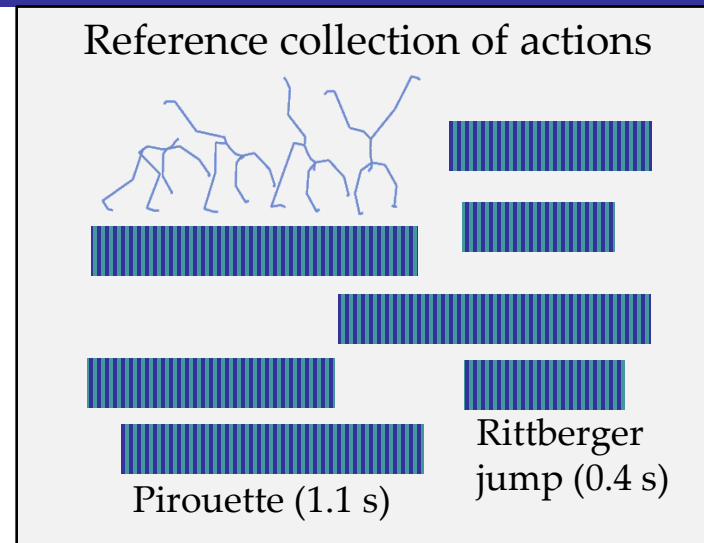 Reference collection of actions
Rittberger
jump (0.4 s)
Pirouette (1.1 s)